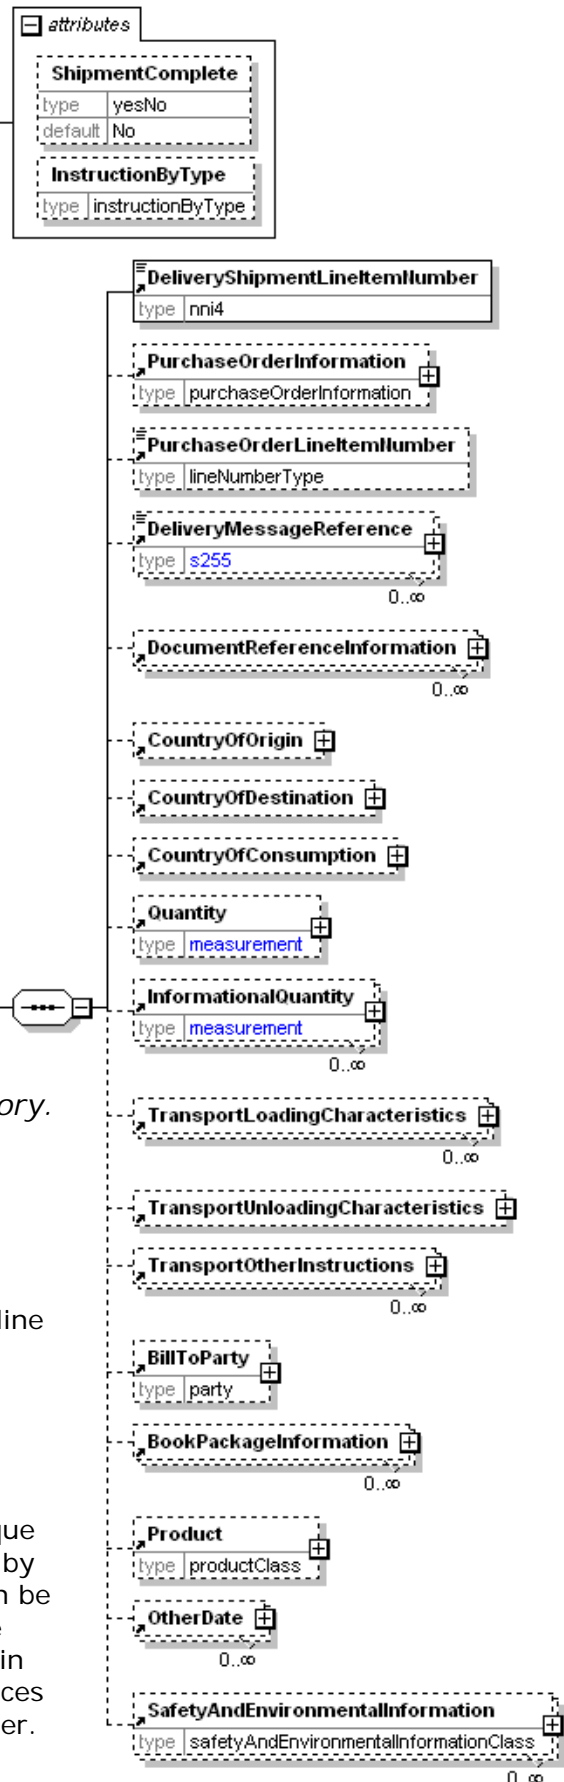 attributes
ShipmentComplete
type yesNo
default No
InstructionByType
type instructionByType
DeliveryShipmentLineItemNumber
type nni4
PurchaseOrderInformation
type purchaseOrderInformation
PurchaseOrderLineItemNumber
type lineNumberType
DeliveryMessageReference
type s255
0..∞
DocumentReferenceInformation
0..∞
CountryOfOrigin
CountryOfDestination
CountryOfConsumption
Quantity
type measurement
InformationalQuantity
type measurement
0..∞
ory.
TransportLoadingCharacteristics
0..∞
TransportUnloadingCharacteristics
TransportOtherInstructions
0..∞
line
BillToParty
type party
BookPackageInformation
0..∞
que
by
n be
e
in
ces
er.
Product
type productClass
OtherDate
0..∞
SafetyAndEnvironmentalInformation
type safetyAndEnvironmentalInformationClass
0..∞